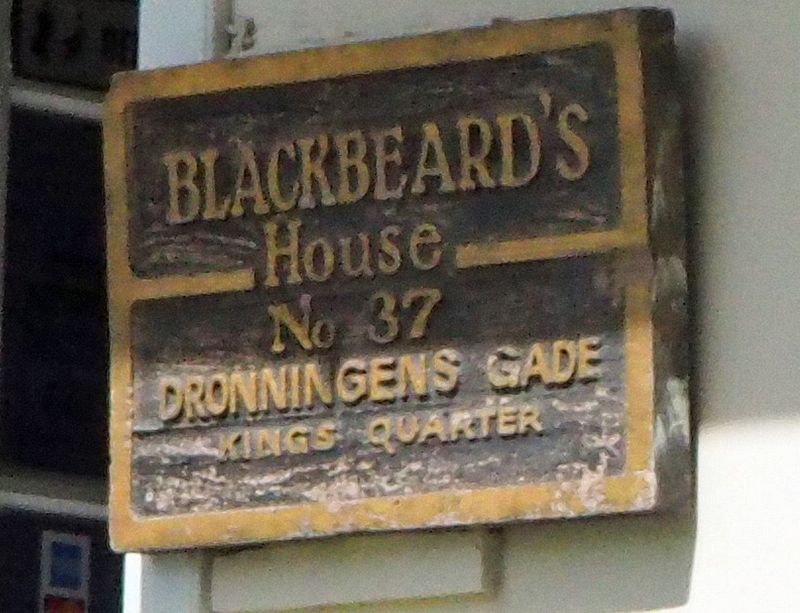 BLACKBEARD'S
House
No 37
DRONNINGENS GADE
KINGS QUARTER